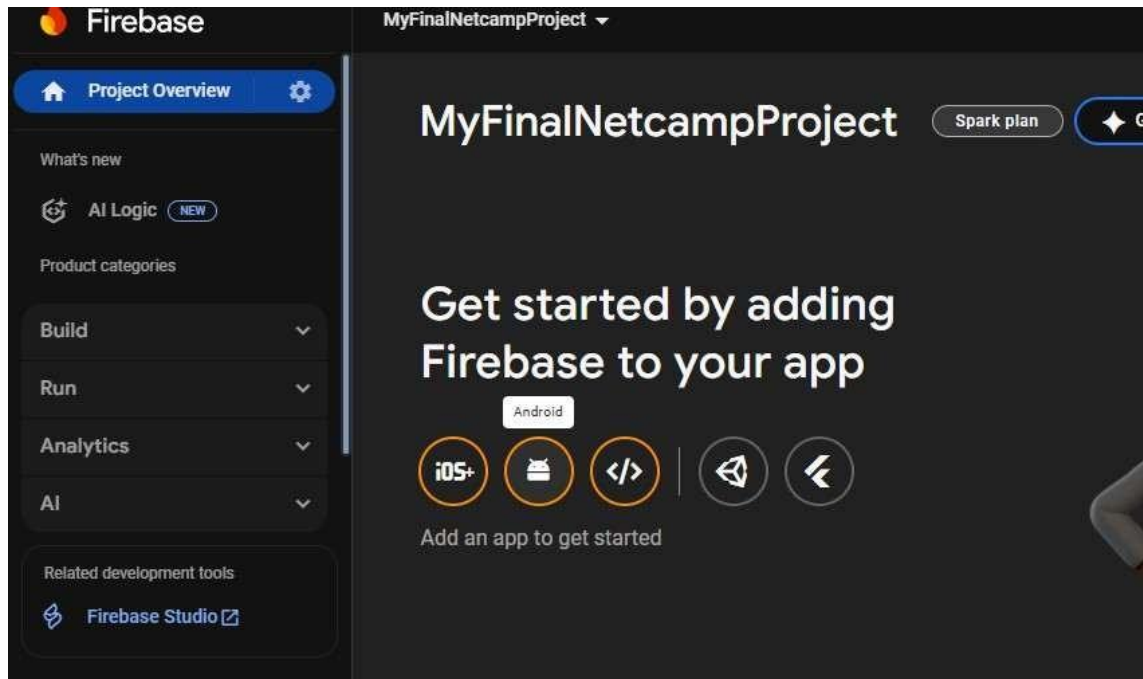 Firebase
MyFinalNetcampProject
Project Overview
What's new
AI Logic NEW
Product categories
Build
Run
Analytics
AI
Related development tools
Firebase Studio
MyFinalNetcampProject Spark plan G
Get started by adding
Firebase to your app
Android
iOS+ </>
Add an app to get started